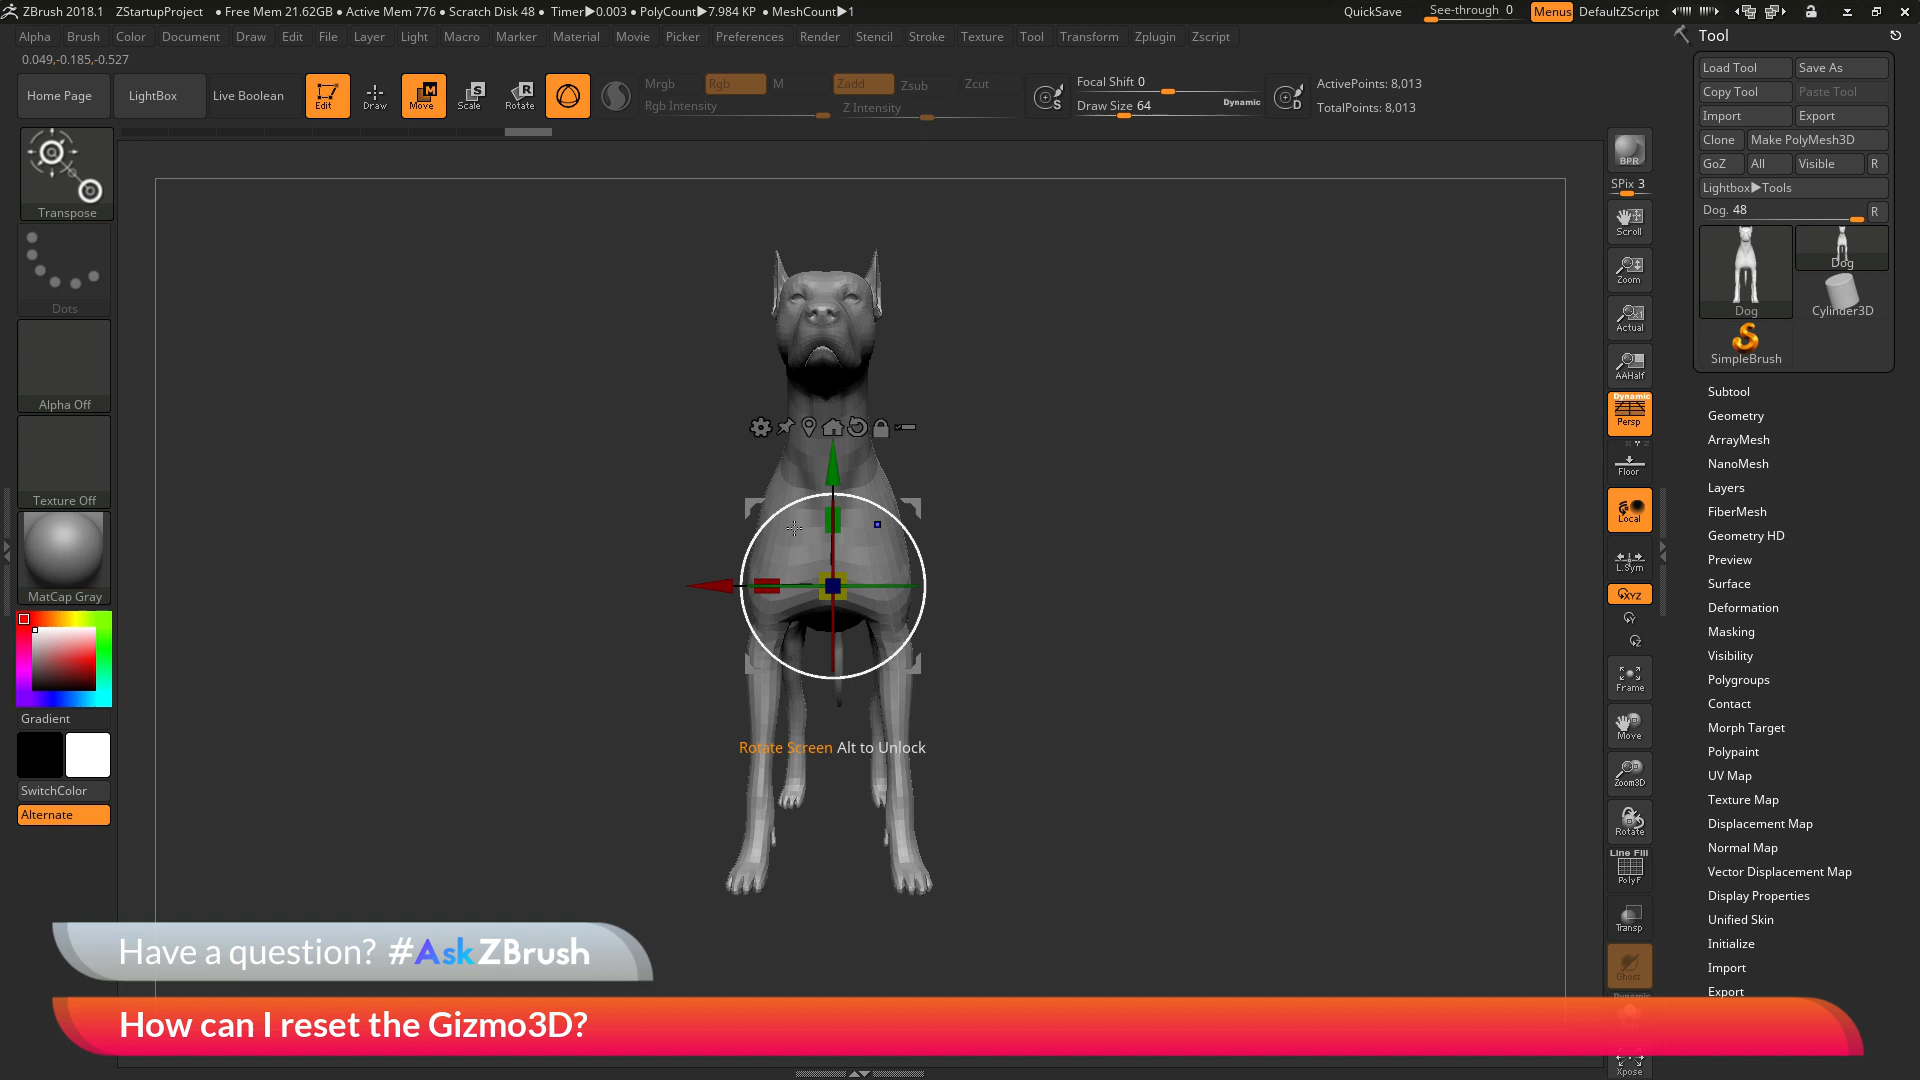 ZBrush 2018.1 ZStartupProject ● Free Mem 21.62GB ● Active Mem 776 ● Scratch Disk 48 ● Timer▶0.003 ● PolyCount▶7.984 KP ● MeshCount▶1 QuickSave See-through 0 Menus DefaultZScript
Alpha Brush Color Document Draw Edit File Layer Light Macro Marker Material Movie Picker Preferences Render Stencil Stroke Texture Tool Transform Zplugin Zscript
0.049,-0.185,-0.527
Home Page LightBox Live Boolean Edit Draw Move Scale Rotate
Mrgb Rgb M Zadd Zsub Zcut
Rgb Intensity Z Intensity
S Focal Shift 0
Draw Size 64 Dynamic D
ActivePoints: 8,013
TotalPoints: 8,013
Transpose
Dots
Alpha Off
Texture Off
MatCap Gray
Gradient
SwitchColor
Alternate
Rotate Screen Alt to Unlock
BPR
SPix 3
Scroll
Zoom
Actual
AAHalf
Dynamic
Persp
Floor
Local
L.Sym
XYZ
Y
Z
Frame
Move
Zoom3D
Rotate
Line Fill
PolyF
Transp
Ghost
Dynamic
Xpose
Tool
Load Tool Save As
Copy Tool Paste Tool
Import Export
Clone Make PolyMesh3D
GoZ All Visible R
Lightbox▶Tools
Dog. 48 R
Dog Dog
Cylinder3D
SimpleBrush
Subtool
Geometry
ArrayMesh
NanoMesh
Layers
FiberMesh
Geometry HD
Preview
Surface
Deformation
Masking
Visibility
Polygroups
Contact
Morph Target
Polypaint
UV Map
Texture Map
Displacement Map
Normal Map
Vector Displacement Map
Display Properties
Unified Skin
Initialize
Import
Export
Have a question? #AskZBrush
How can I reset the Gizmo3D?